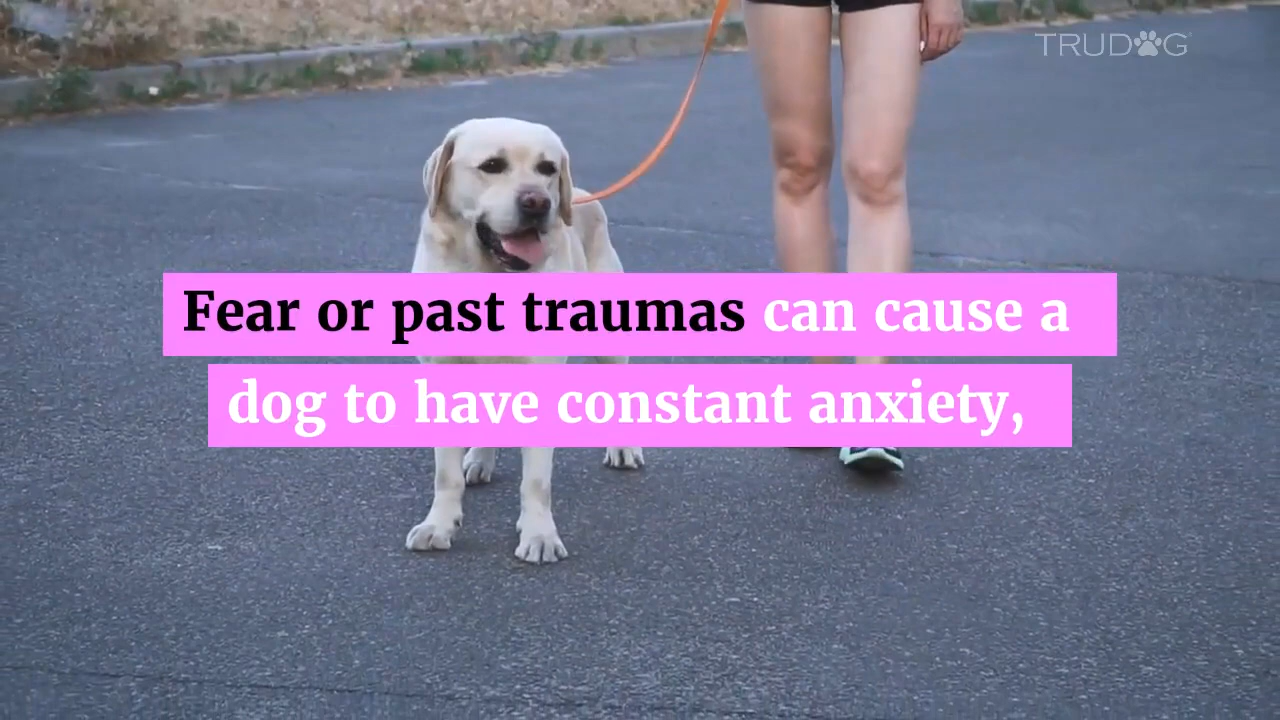 TRUDOG
Fear or past traumas can cause a
dog to have constant anxiety,